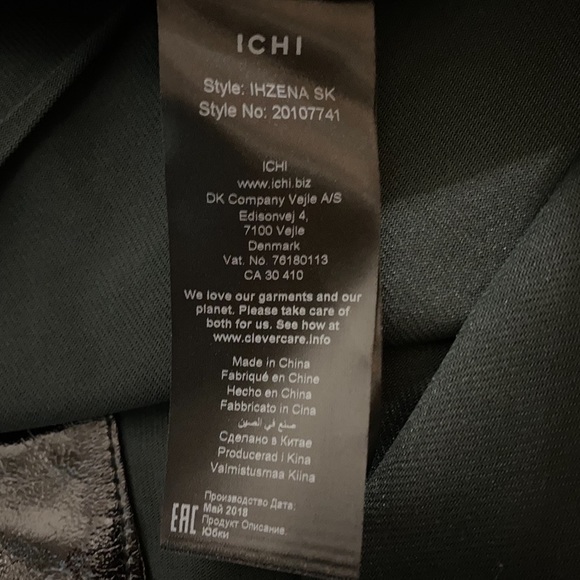 ICHI
Style: IHZENA SK
Style No: 20107741
ICHI
www.ichi.biz
DK Company Vejle A/S
Edisonvej 4,
7100 Vejle
Denmark
Vat. No. 76180113
CA 30 410
We love our garments and our
planet. Please take care of
both for us. See how at
www.clevercare.info
Made in China
Fabriqué en Chine
Hecho en China
Fabbricato in Cina
صنع في الصين
Сделано в Китае
Producerad i Kina
Valmistusmaa Kiina
Производство Дата:
Май 2018
EAC Продукт Описание:
Юбки